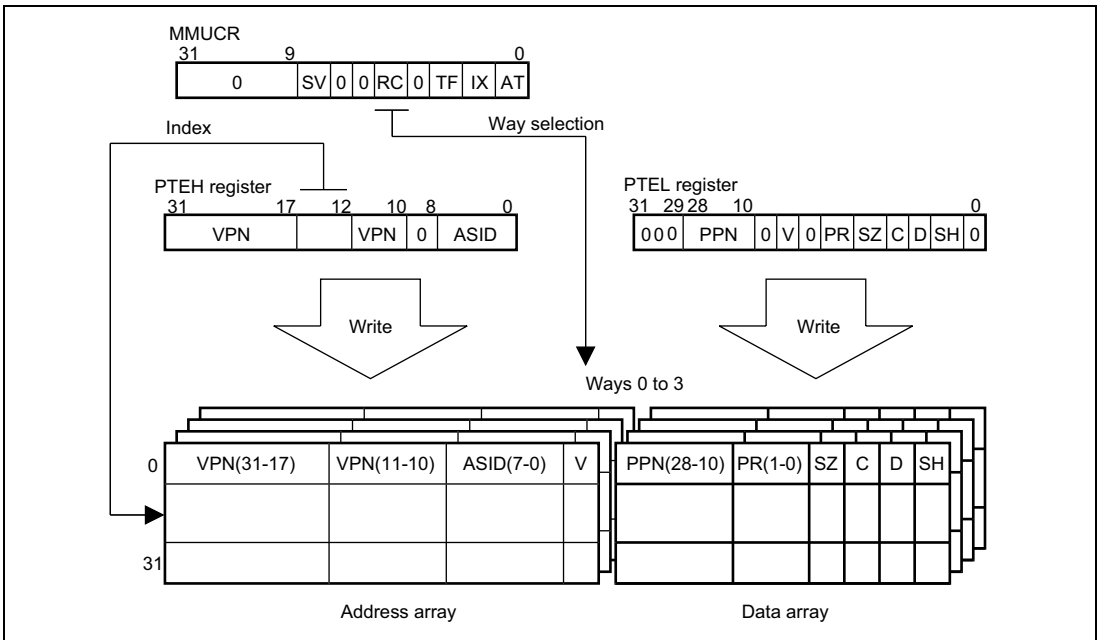 MMUCR
31 9 0
0 SV 0 0 RC 0 TF IX AT
Index
Way selection
PTEH register
31 17 12 10 8 0
VPN VPN 0 ASID
PTEL register
31 29 28 10 0
0 0 0 PPN 0 V 0 PR SZ C D SH 0
Write
Write
Ways 0 to 3
0 VPN(31-17) VPN(11-10) ASID(7-0) V PPN(28-10) PR(1-0) SZ C D SH
31
Address array
Data array